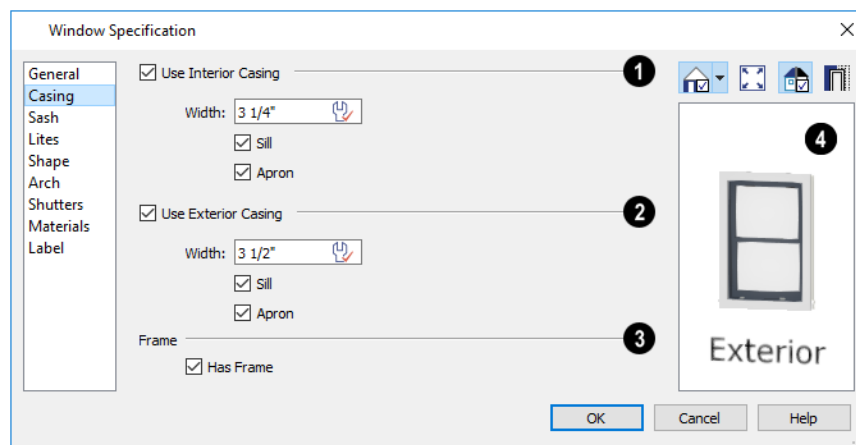 Window Specification
General
Casing
Sash
Lites
Shape
Arch
Shutters
Materials
Label
Use Interior Casing
1
Width: 3 1/4"
Sill
Apron
Use Exterior Casing
2
Width: 3 1/2"
Sill
Apron
Frame
3
Has Frame
4
Exterior
OK Cancel Help